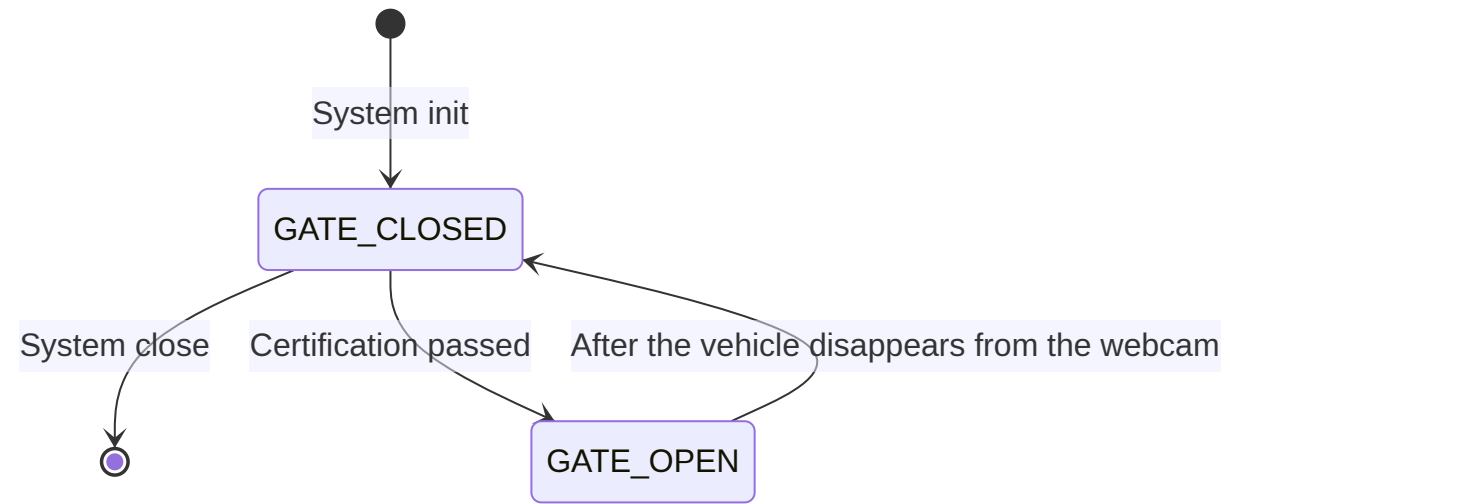 System init
GATE_CLOSED
System close
Certification passed
After the vehicle disappears from the webcam
GATE_OPEN